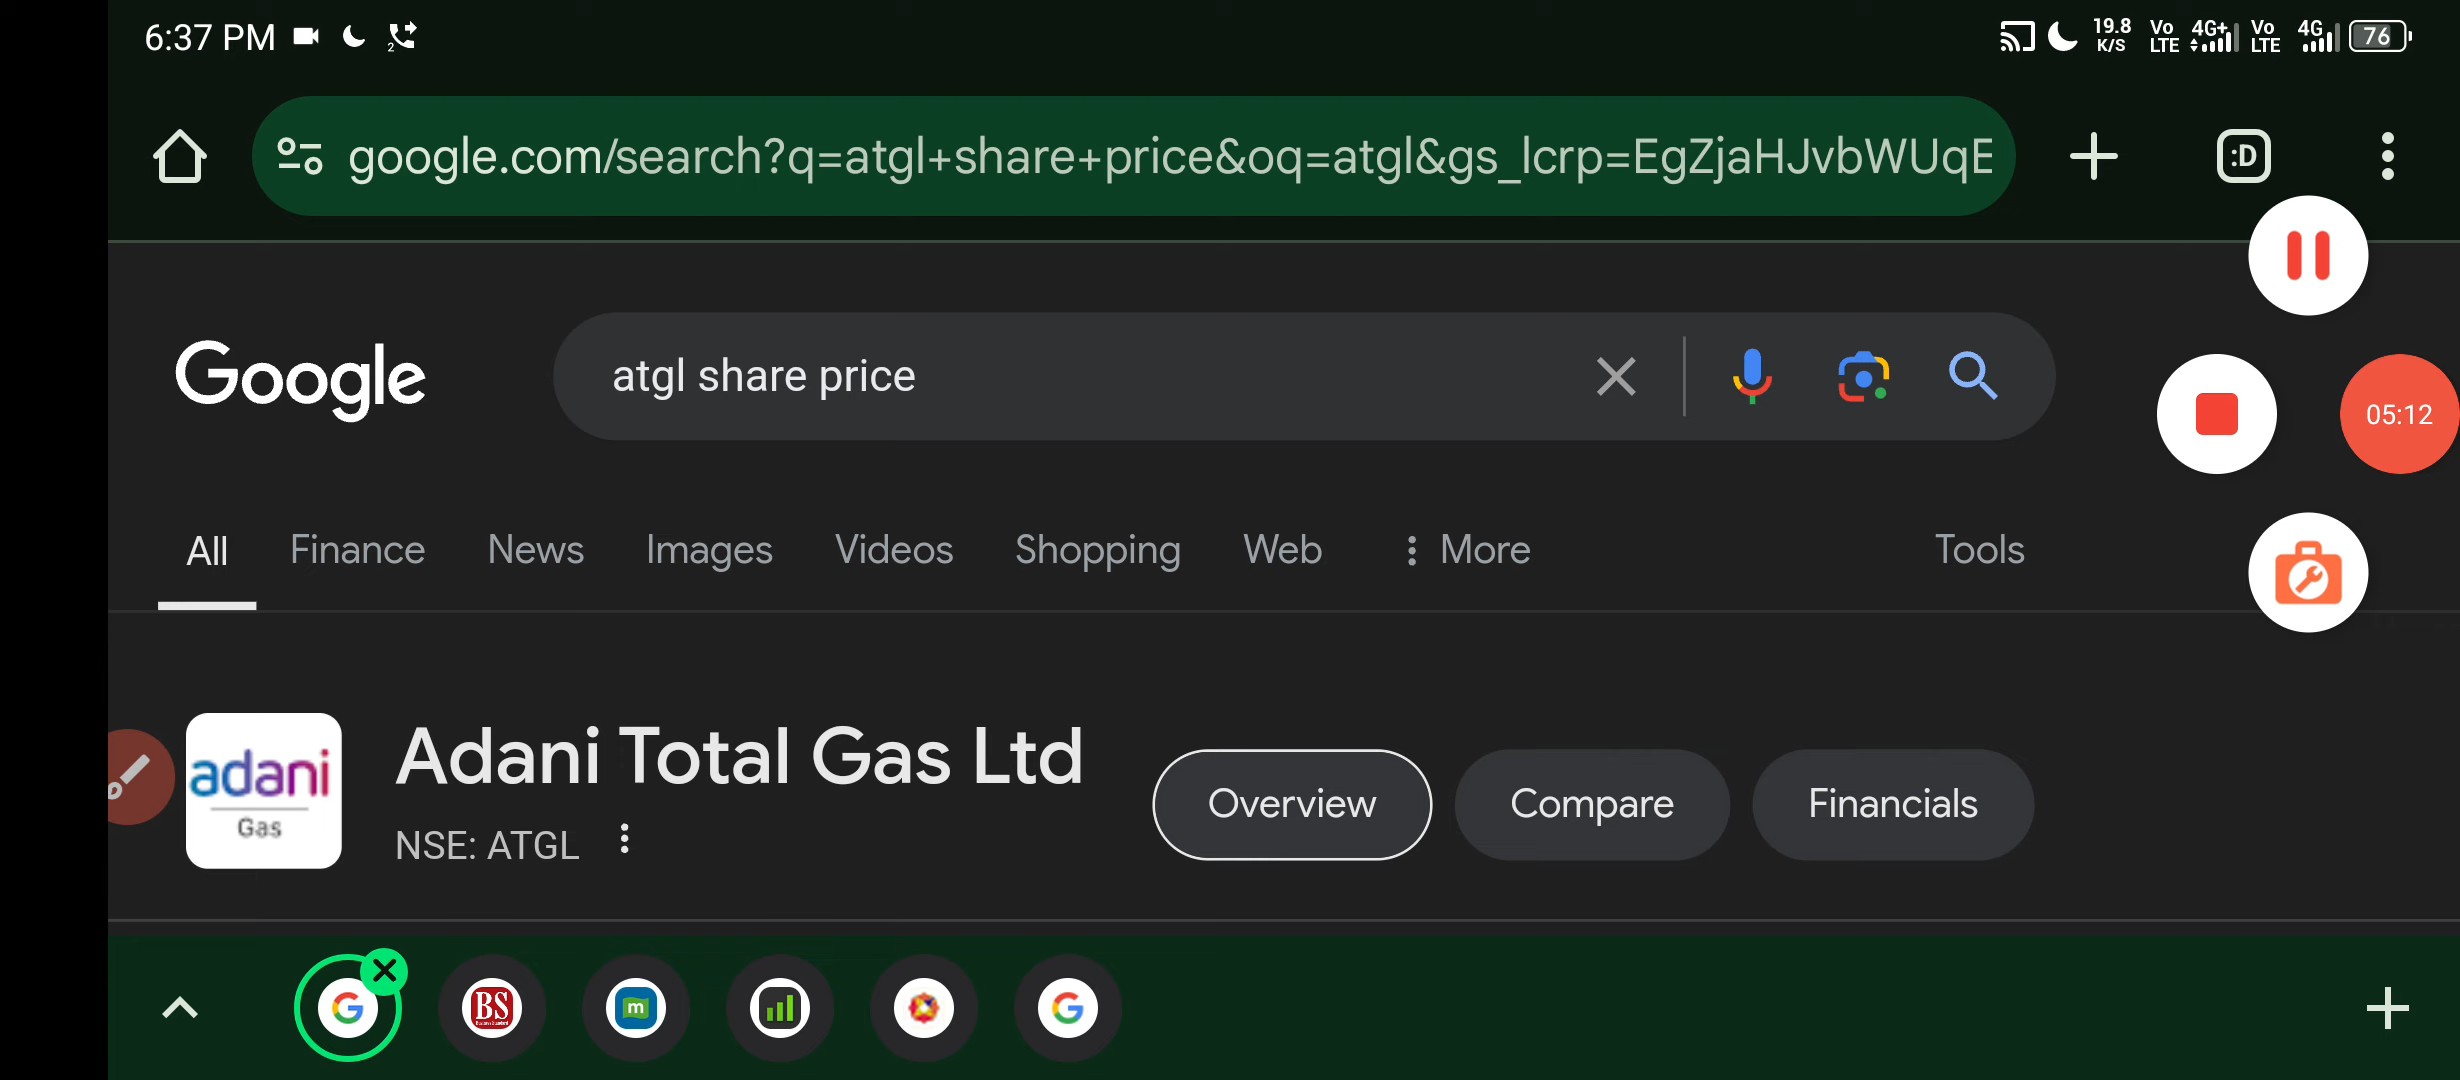 6:37 PM 2 19.8 K/S Vo LTE 4G+ Vo LTE 4G 76
google.com/search?q=atgl+share+price&oq=atgl&gs_lcrp=EgZjaHJvbWUqE :D
Google atgl share price
05:12
All Finance News Images Videos Shopping Web More Tools
adani
Gas
Adani Total Gas Ltd
NSE: ATGL
Overview Compare Financials
BS m